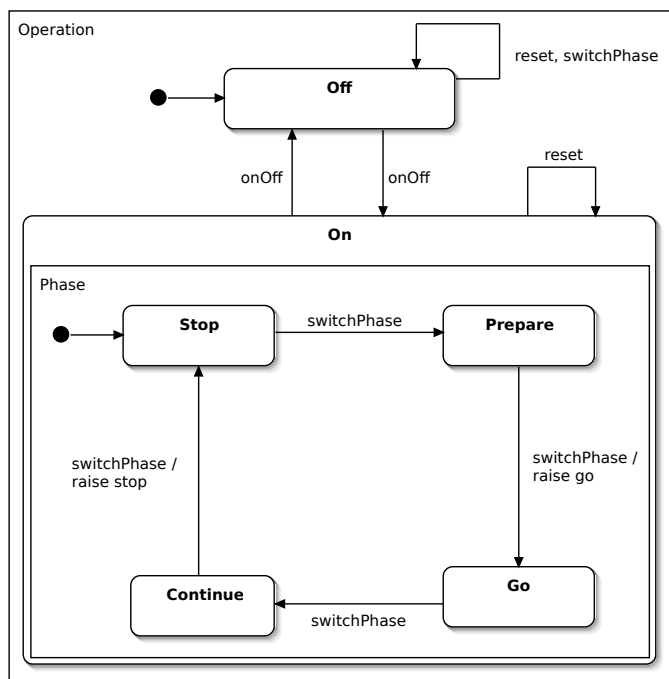 Operation
reset, switchPhase
Off
onOff
onOff
reset
On
Phase
Stop
switchPhase
Prepare
switchPhase /
raise stop
switchPhase /
raise go
Continue
switchPhase
Go